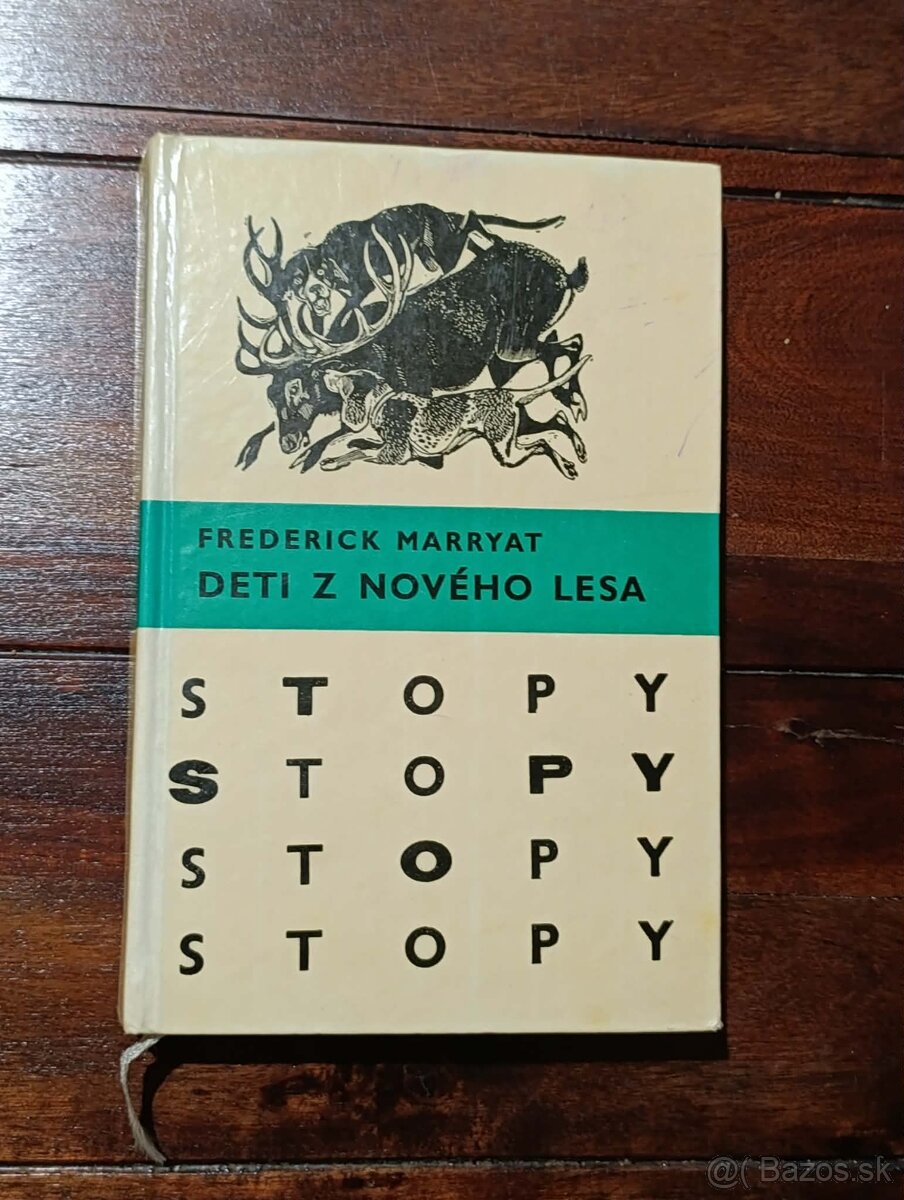 FREDERICK MARRYAT
DETI Z NOVÉHO LESA
S T O P Y
S T O P Y
S T O P Y
S T O P Y
@( Bazos.sk